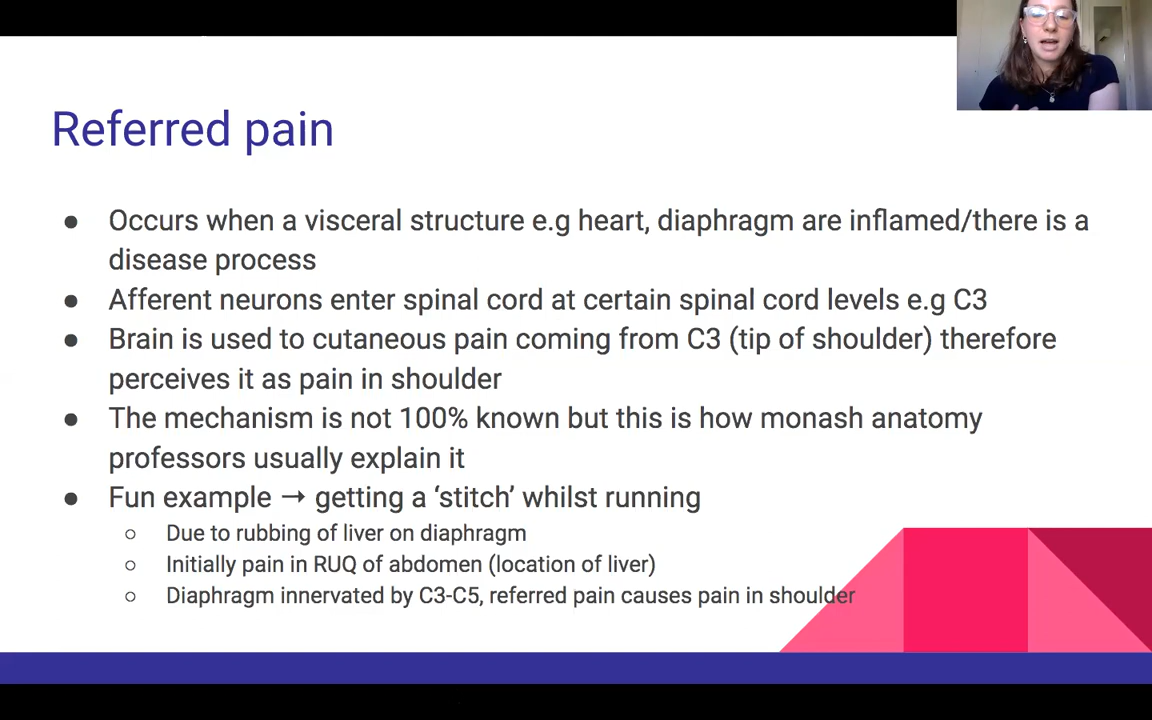 Referred pain
● Occurs when a visceral structure e.g heart, diaphragm are inflamed/there is a
disease process
● Afferent neurons enter spinal cord at certain spinal cord levels e.g C3
● Brain is used to cutaneous pain coming from C3 (tip of shoulder) therefore
perceives it as pain in shoulder
● The mechanism is not 100% known but this is how monash anatomy
professors usually explain it
● Fun example → getting a ‘stitch’ whilst running
○ Due to rubbing of liver on diaphragm
○ Initially pain in RUQ of abdomen (location of liver)
○ Diaphragm innervated by C3-C5, referred pain causes pain in shoulder